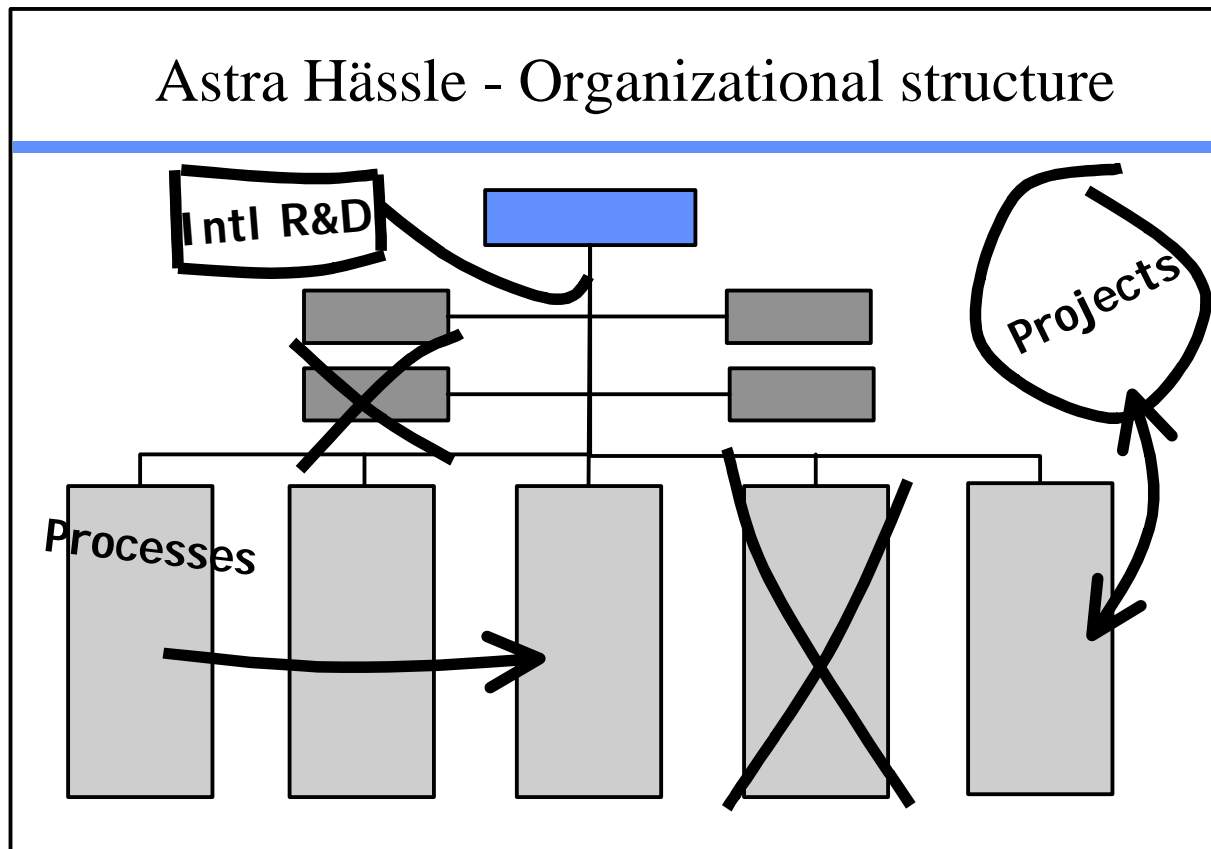 Astra Hässle - Organizational structure
Intl R&D
Projects
Processes